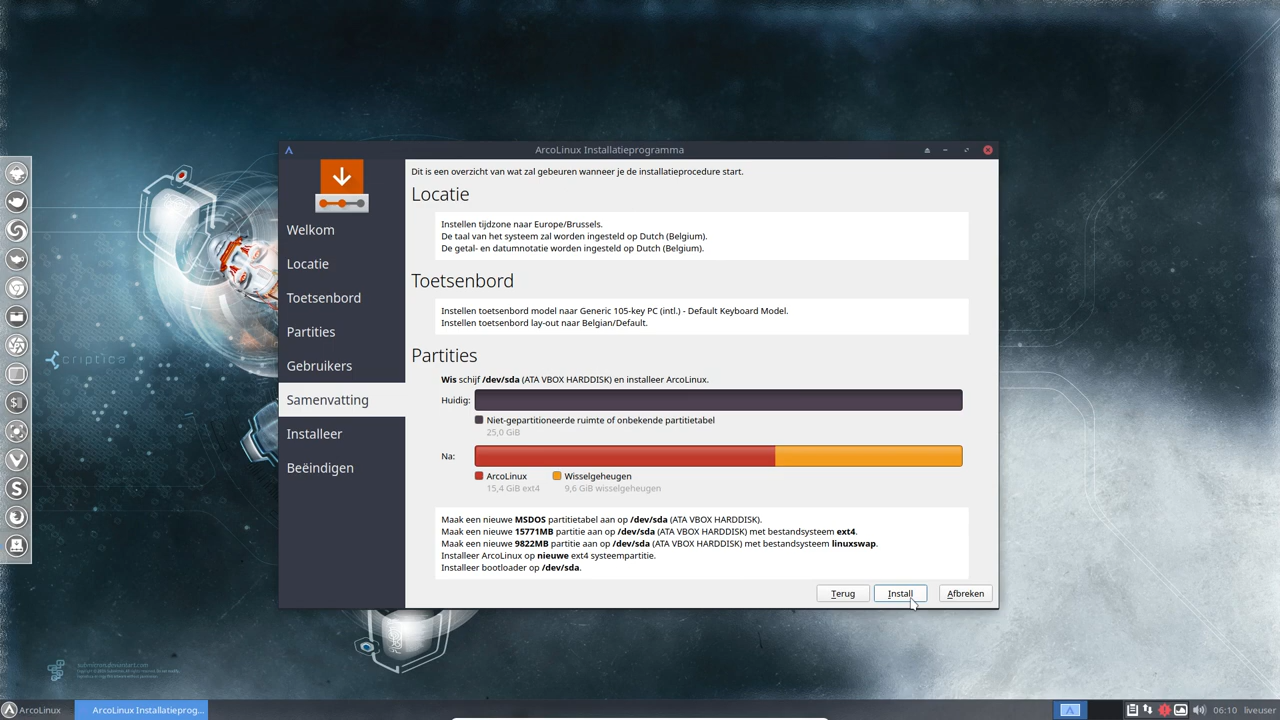 ArcoLinux Installatieprogramma
Dit is een overzicht van wat zal gebeuren wanneer je de installatieprocedure start.
Welkom
Locatie
Toetsenbord
Partities
Gebruikers
Samenvatting
Installeer
Beëindigen
Locatie
Instellen tijdzone naar Europe/Brussels.
De taal van het systeem zal worden ingesteld op Dutch (Belgium).
De getal- en datumnotatie worden ingesteld op Dutch (Belgium).
Toetsenbord
Instellen toetsenbord model naar Generic 105-key PC (intl.) - Default Keyboard Model.
Instellen toetsenbord lay-out naar Belgian/Default.
Partities
Wis schijf /dev/sda (ATA VBOX HARDDISK) en installeer ArcoLinux.
Huidig:
Niet-gepartitioneerde ruimte of onbekende partitietabel
25,0 GiB
Na:
ArcoLinux Wisselgeheugen
15,4 GiB ext4 9,6 GiB wisselgeheugen
Maak een nieuwe MSDOS partitietabel aan op /dev/sda (ATA VBOX HARDDISK).
Maak een nieuwe 15771MB partitie aan op /dev/sda (ATA VBOX HARDDISK) met bestandsysteem ext4.
Maak een nieuwe 9822MB partitie aan op /dev/sda (ATA VBOX HARDDISK) met bestandsysteem linuxswap.
Installeer ArcoLinux op nieuwe ext4 systeempartitie.
Installeer bootloader op /dev/sda.
Terug Install Afbreken
criptica
ArcoLinux ArcoLinux Installatieprog... 06:10 liveuser